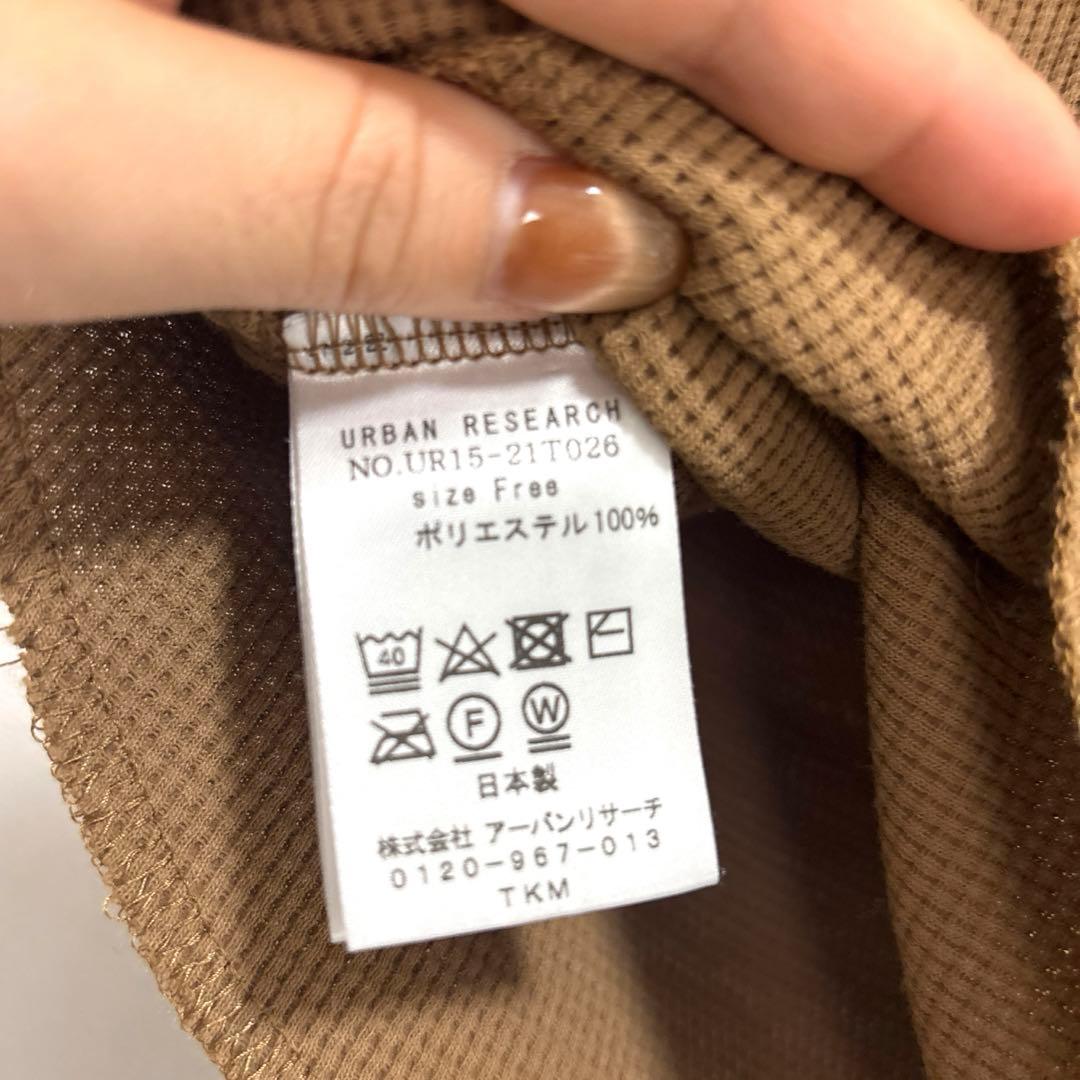 URBAN RESEARCH
NO.UR15-21T026
size Free
ポリエステル100%
40
F W
日本製
株式会社 アーバンリサーチ
0120-967-013
TKM